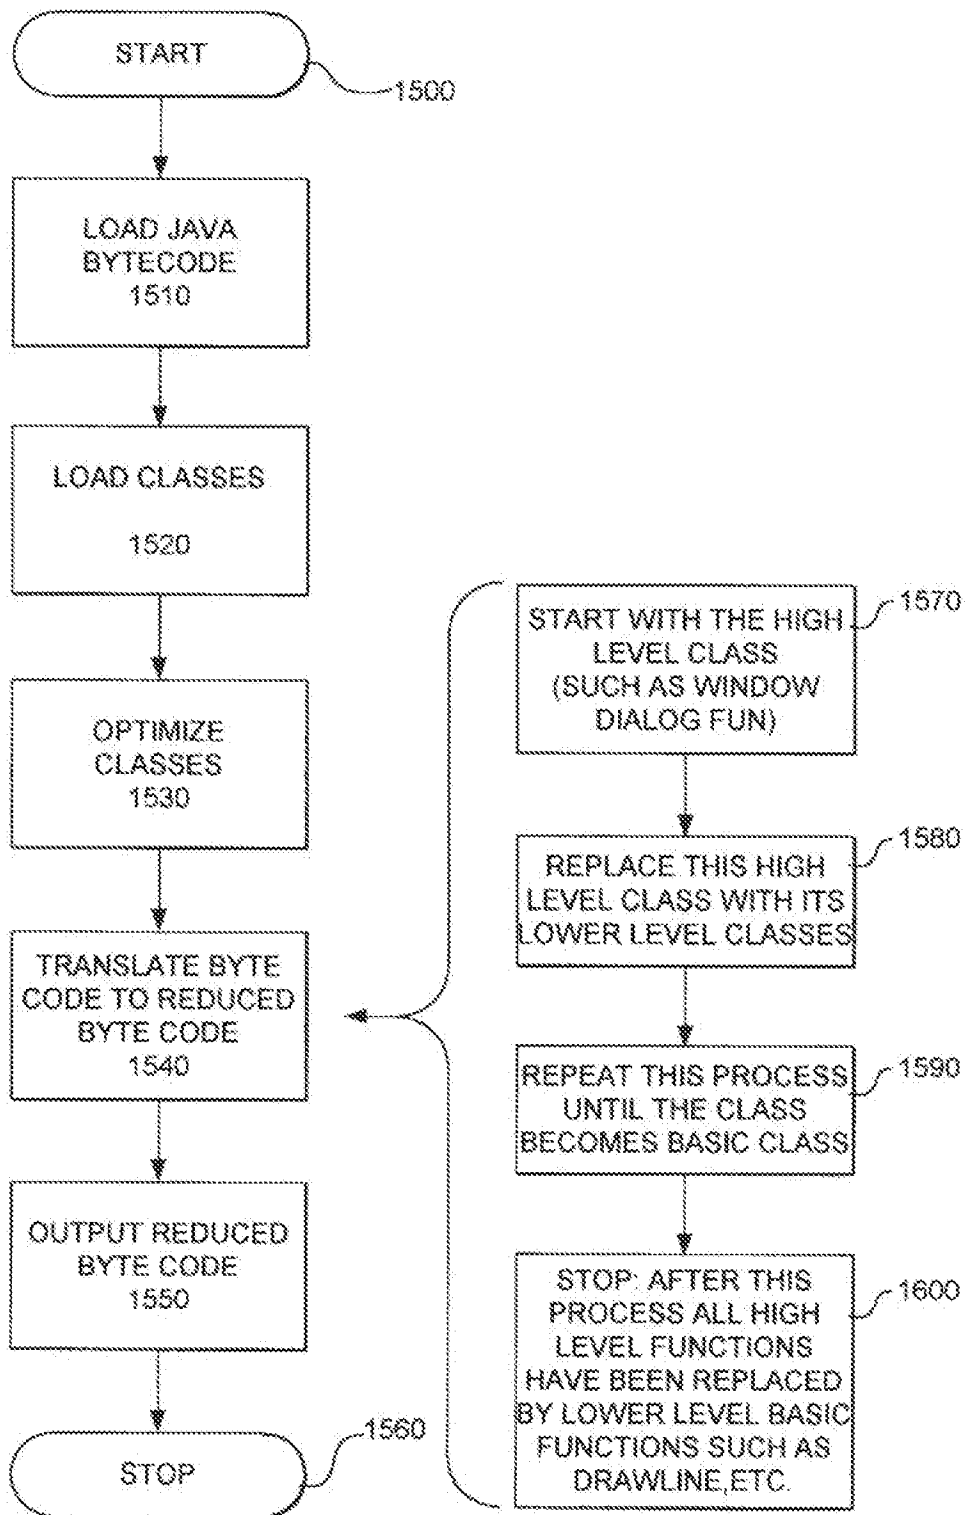 START
1500
LOAD JAVA
BYTECODE
1510
LOAD CLASSES
1520
OPTIMIZE
CLASSES
1530
TRANSLATE BYTE
CODE TO REDUCED
BYTE CODE
1540
OUTPUT REDUCED
BYTE CODE
1550
STOP
1560
START WITH THE HIGH
LEVEL CLASS
(SUCH AS WINDOW
DIALOG FUN)
1570
REPLACE THIS HIGH
LEVEL CLASS WITH ITS
LOWER LEVEL CLASSES
1580
REPEAT THIS PROCESS
UNTIL THE CLASS
BECOMES BASIC CLASS
1590
STOP: AFTER THIS
PROCESS ALL HIGH
LEVEL FUNCTIONS
HAVE BEEN REPLACED
BY LOWER LEVEL BASIC
FUNCTIONS SUCH AS
DRAWLINE,ETC.
1600